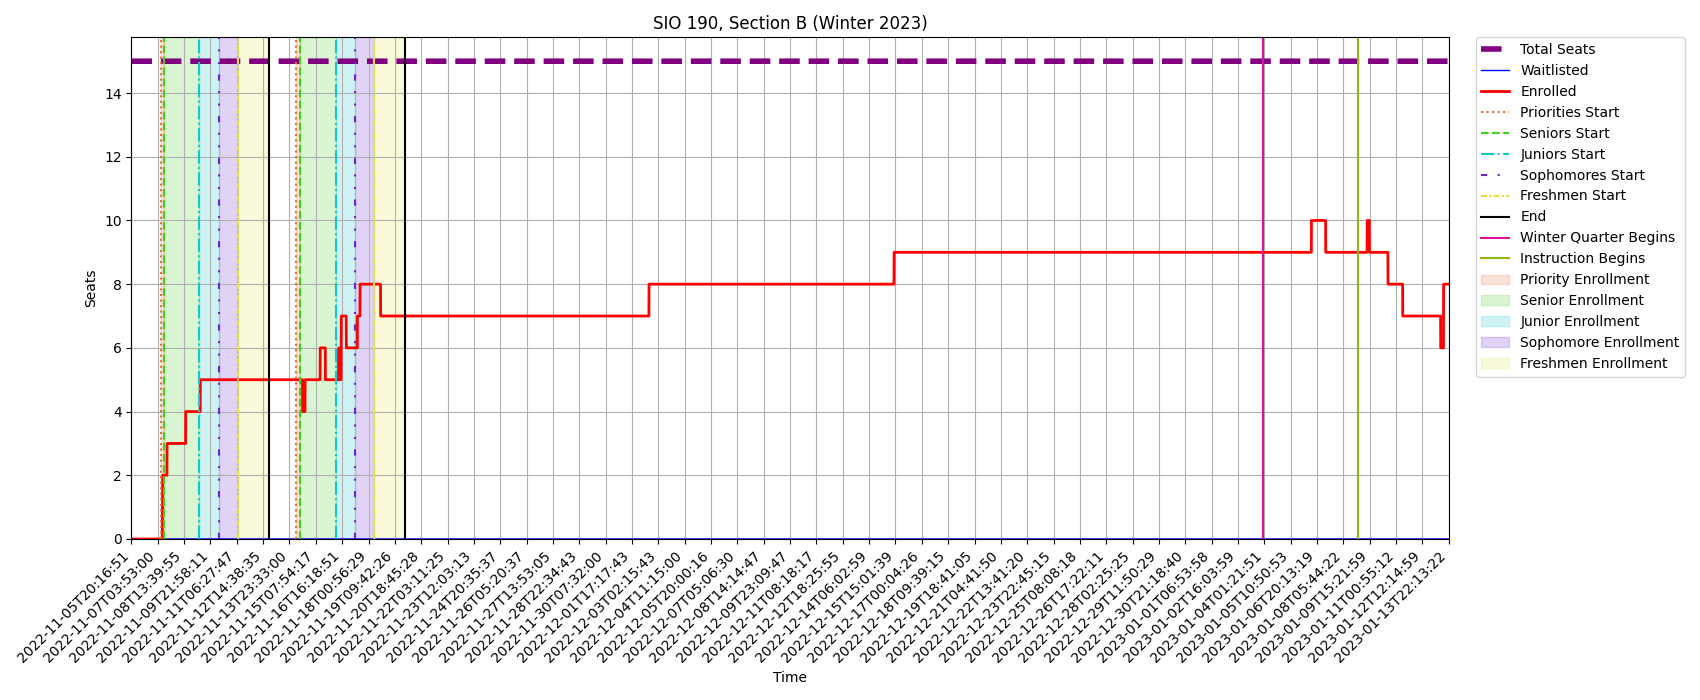 SIO 190, Section B (Winter 2023)
Seats
14
12
10
8
6
4
2
0
2022-11-05T20:16:51
2022-11-07T03:53:00
2022-11-08T13:39:55
2022-11-09T21:58:11
2022-11-11T06:27:47
2022-11-12T14:38:35
2022-11-13T23:33:00
2022-11-15T07:54:17
2022-11-16T16:18:51
2022-11-18T00:56:29
2022-11-19T09:42:26
2022-11-20T18:45:28
2022-11-22T03:11:25
2022-11-23T12:03:13
2022-11-24T20:35:37
2022-11-26T05:20:37
2022-11-27T13:53:05
2022-11-28T22:34:43
2022-11-30T07:32:00
2022-12-01T17:17:43
2022-12-03T02:15:43
2022-12-04T11:15:00
2022-12-05T20:00:16
2022-12-07T05:06:30
2022-12-08T14:14:47
2022-12-09T23:09:47
2022-12-11T08:18:17
2022-12-12T18:25:55
2022-12-14T06:02:59
2022-12-15T15:01:39
2022-12-17T00:04:26
2022-12-18T09:39:15
2022-12-19T18:41:05
2022-12-21T04:41:50
2022-12-22T13:41:20
2022-12-23T22:45:15
2022-12-25T08:08:18
2022-12-26T17:22:11
2022-12-28T02:25:25
2022-12-29T11:50:29
2022-12-30T21:18:40
2023-01-01T06:53:58
2023-01-02T16:03:59
2023-01-04T01:21:51
2023-01-05T10:50:53
2023-01-06T20:13:19
2023-01-08T05:44:22
2023-01-09T15:21:59
2023-01-11T00:55:12
2023-01-12T12:14:59
2023-01-13T22:13:22
Time
Total Seats
Waitlisted
Enrolled
Priorities Start
Seniors Start
Juniors Start
Sophomores Start
Freshmen Start
End
Winter Quarter Begins
Instruction Begins
Priority Enrollment
Senior Enrollment
Junior Enrollment
Sophomore Enrollment
Freshmen Enrollment